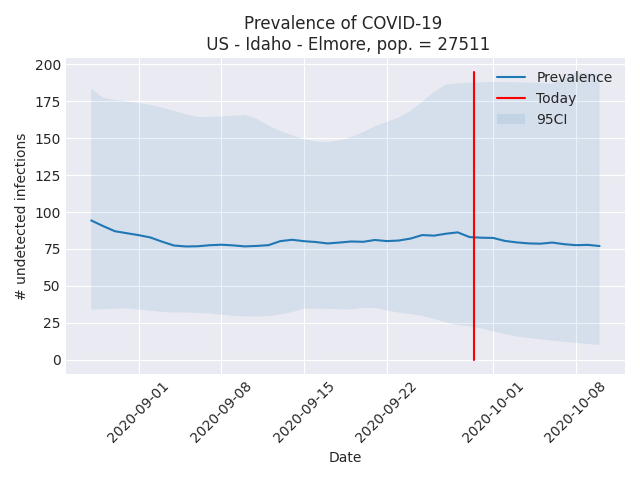 Prevalence of COVID-19
US - Idaho - Elmore, pop. = 27511
200
175
150
125
100
75
50
25
0
# undetected infections
Prevalence
Today
95CI
2020-09-01
2020-09-08
2020-09-15
2020-09-22
2020-10-01
2020-10-08
Date